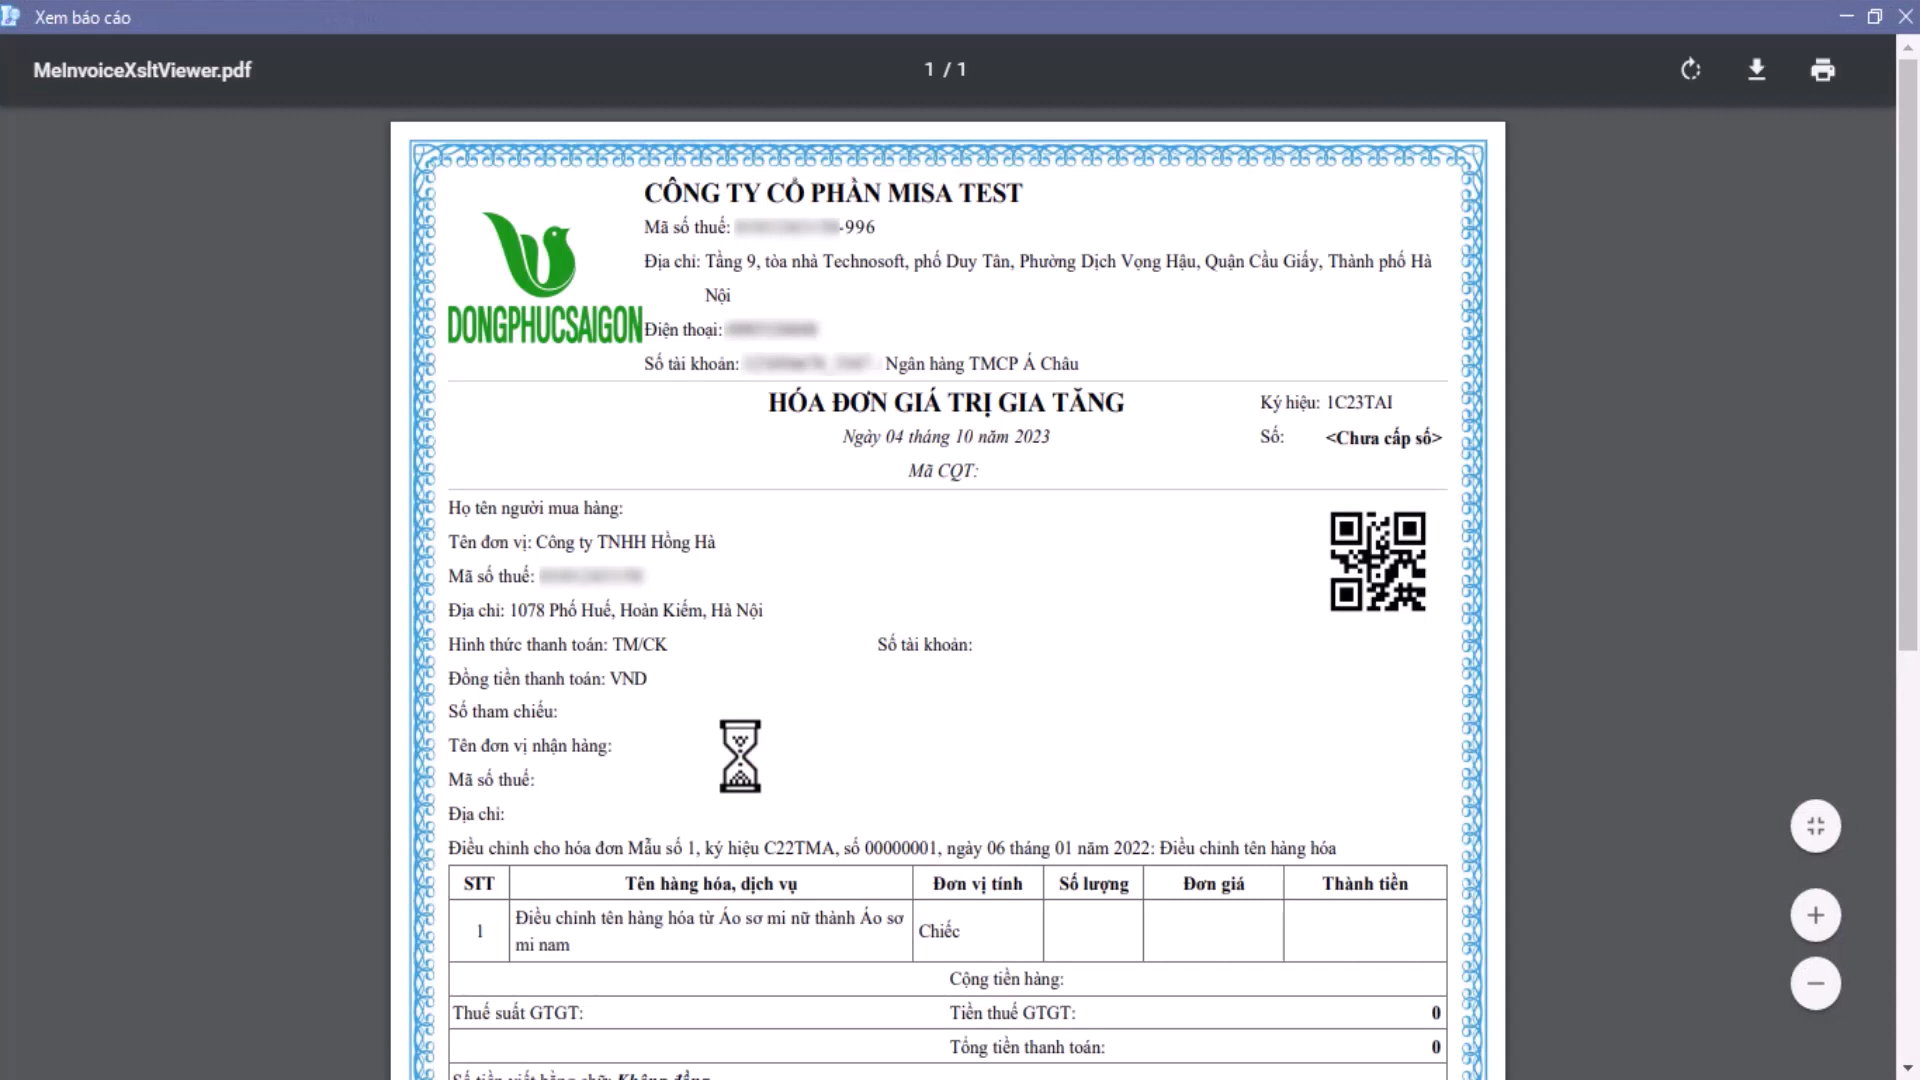 Xem báo cáo
MeInvoiceXsltViewer.pdf
1 / 1
CÔNG TY CỔ PHẦN MISA TEST
Mã số thuế: -996
Địa chỉ: Tầng 9, tòa nhà Technosoft, phố Duy Tân, Phường Dịch Vọng Hậu, Quận Cầu Giấy, Thành phố Hà
Nội
DONGPHUCSAIGON
Điện thoại:
Số tài khoản: Ngân hàng TMCP Á Châu
HÓA ĐƠN GIÁ TRỊ GIA TĂNG
Ký hiệu: 1C23TAI
Ngày 04 tháng 10 năm 2023
Số: <Chưa cấp số>
Mã CQT:
Họ tên người mua hàng:
Tên đơn vị: Công ty TNHH Hồng Hà
Mã số thuế:
Địa chỉ: 1078 Phố Huế, Hoàn Kiếm, Hà Nội
Hình thức thanh toán: TM/CK Số tài khoản:
Đồng tiền thanh toán: VND
Số tham chiếu:
Tên đơn vị nhận hàng:
Mã số thuế:
Địa chỉ:
Điều chỉnh cho hóa đơn Mẫu số 1, ký hiệu C22TMA, số 00000001, ngày 06 tháng 01 năm 2022: Điều chỉnh tên hàng hóa
STT Tên hàng hóa, dịch vụ Đơn vị tính Số lượng Đơn giá Thành tiền
1 Điều chỉnh tên hàng hóa từ Áo sơ mi nữ thành Áo sơ mi nam Chiếc
Cộng tiền hàng:
Thuế suất GTGT: Tiền thuế GTGT: 0
Tổng tiền thanh toán: 0
Số tiền viết bằng chữ: Không đồng